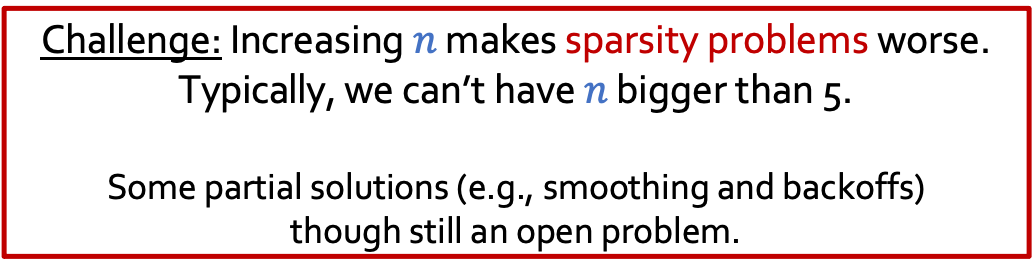 Challenge: Increasing n makes sparsity problems worse.
Typically, we can't have n bigger than 5.
Some partial solutions (e.g., smoothing and backoffs)
though still an open problem.